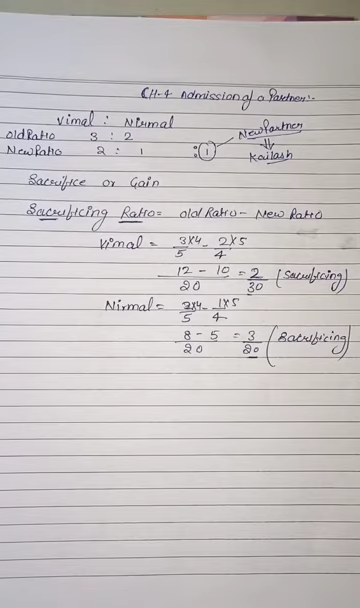 CH-4 Admission of a Partner:-
Vimal : Nirmal
Old Ratio 3 : 2
New Ratio 2 : 1 : 1 New Partner
⇓
Kailash
Sacrifice or Gain
Sacrificing Ratio = Old Ratio - New Ratio
Vimal = 3x4/5 - 2x5/4
12 - 10/20 = 2/30 (Sacrificing)
Nirmal = 2x4/5 - 1x5/4
8 - 5/20 = 3/20 (Sacrificing)